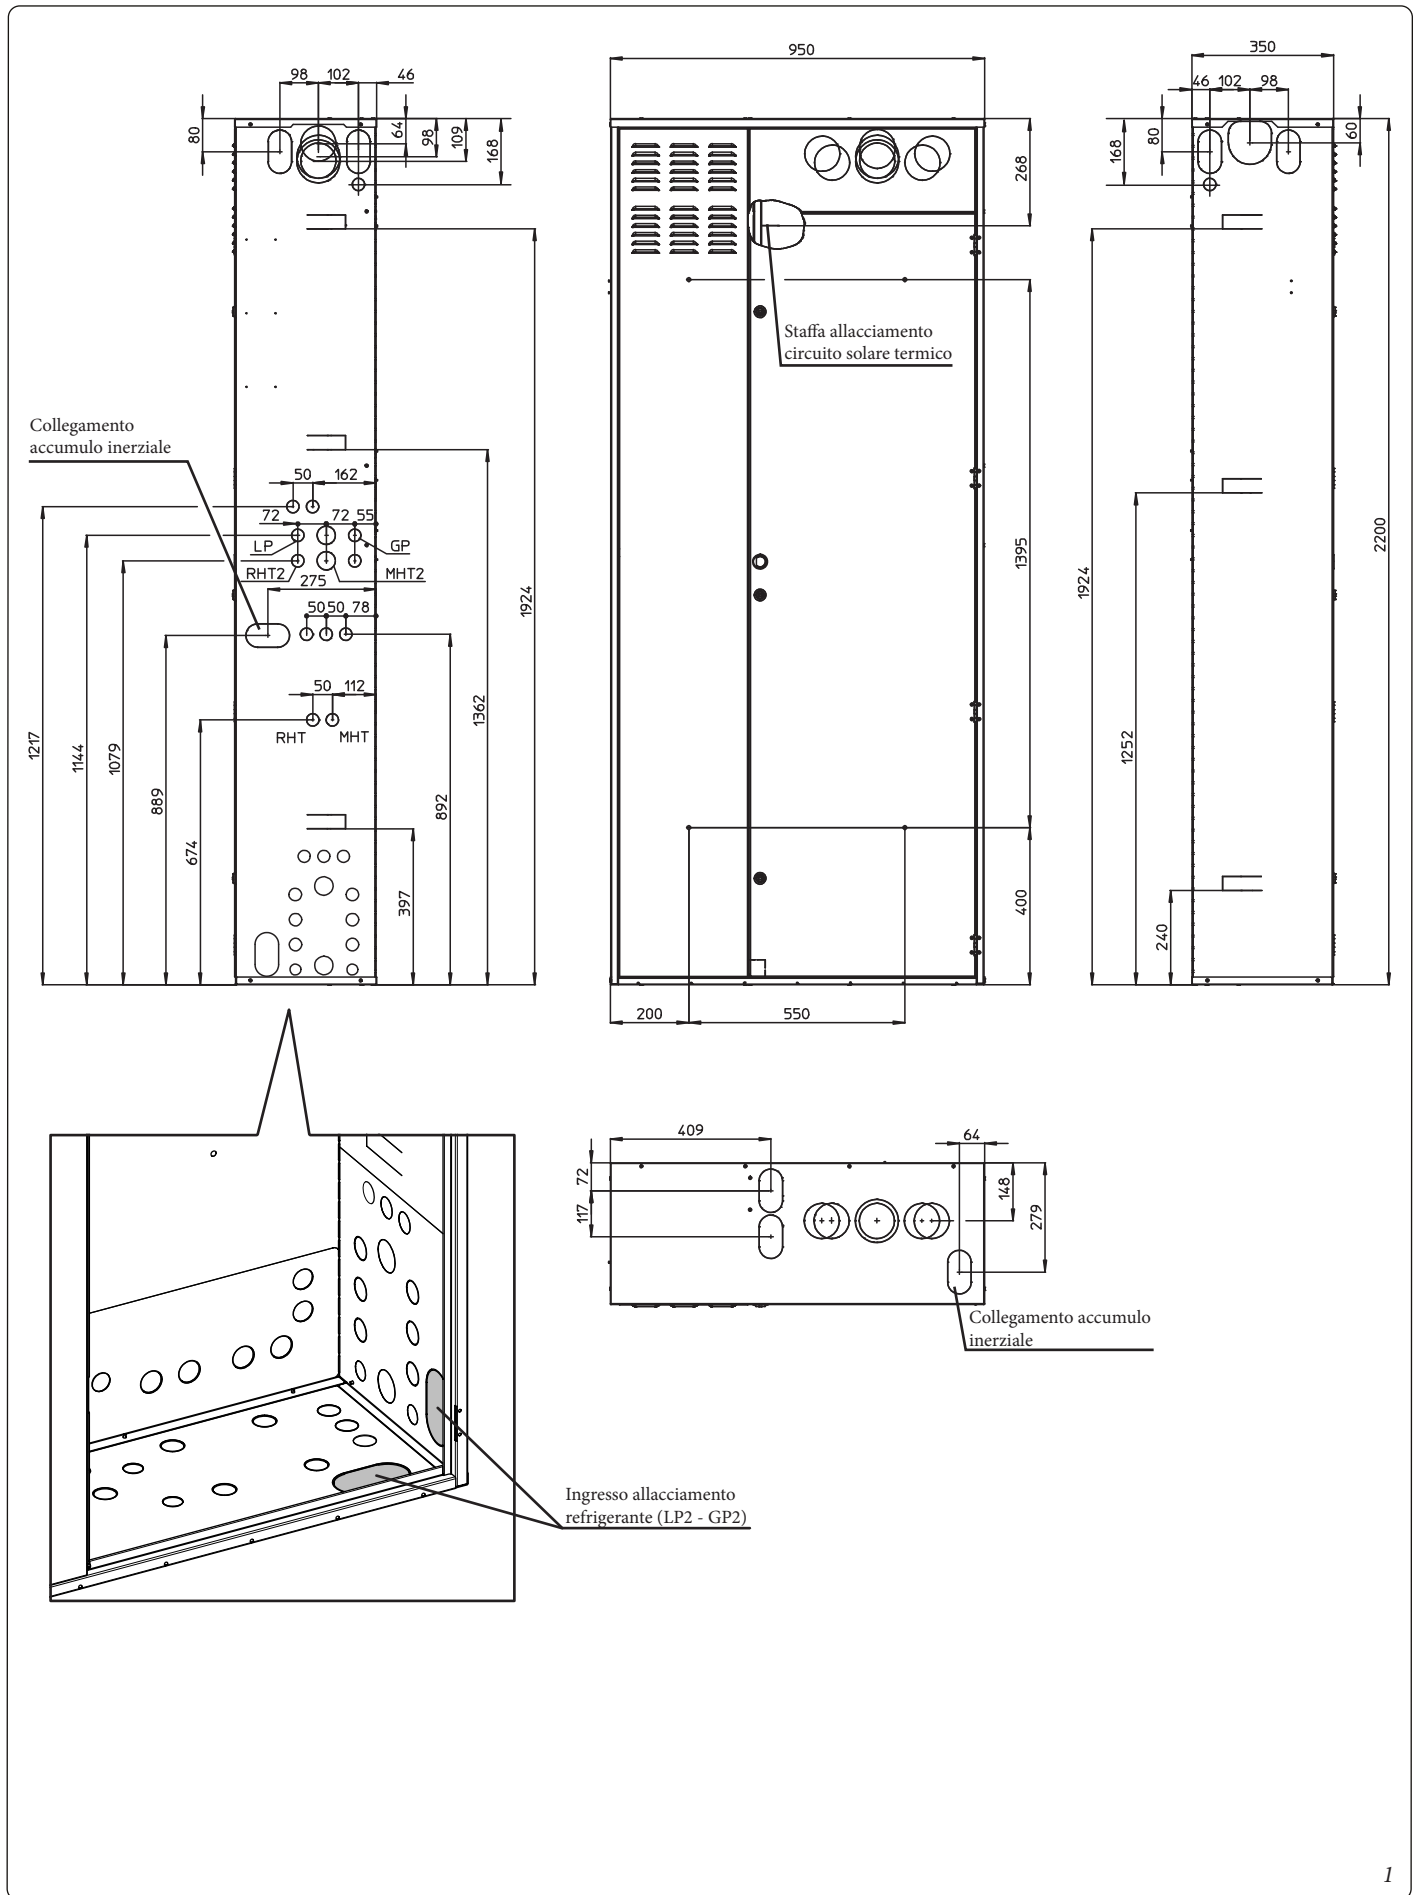 98 102 46
80
64
98
109
168
Collegamento
accumulo inerziale
50 162
72 72 55
LP GP
RHT2 MHT2
275
50 50 78
50 112
RHT MHT
1217
1144
1079
889
674
397
892
1362
1924
950
268
Staffa allacciamento
circuito solare termico
1395
400
200 550
350
46 102 98
168
80
60
1924
1252
240
2200
409 64
72
117
148
279
Collegamento accumulo
inerziale
Ingresso allacciamento
refrigerante (LP2 - GP2)
1